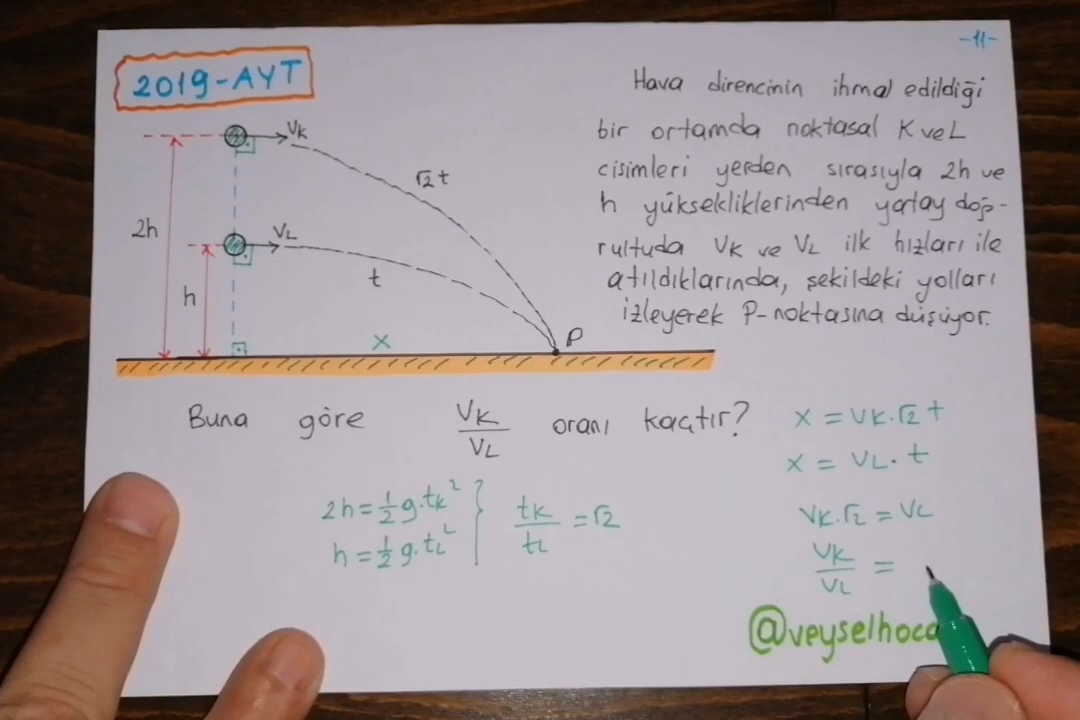 -11-
2019-AYT
Hava direncinin ihmal edildiği
bir ortamda noktasal K ve L
cisimleri yerden sırasıyla 2h ve
h yüksekliklerinden yatay doğ-
rultuda VK ve VL ilk hızları ile
atıldıklarında, şekildeki yolları
izleyerek P-noktasına düşüyor.
VK
√2 t
2h
VL
h
t
x
P
Buna göre VK/VL oranı kaçtır?
x = VK.√2 t
x = VL. t
2h = 1/2 g.tK²
h = 1/2 g.tL²
tK/tL = √2
VK.√2 = VL
VK/VL =
@veyselhoca